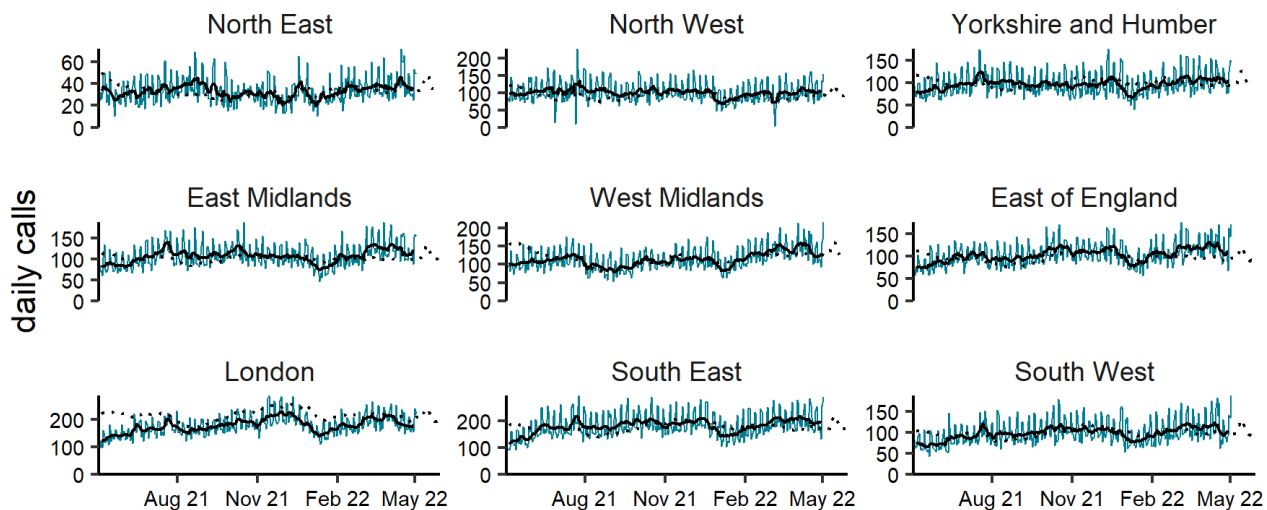 North East
North West
Yorkshire and Humber
60
40
20
0
200
150
100
50
0
150
100
50
0
daily calls
East Midlands
West Midlands
East of England
150
100
50
0
200
150
100
50
0
150
100
50
0
London
South East
South West
200
100
0
200
100
0
150
100
50
0
Aug 21 Nov 21 Feb 22 May 22
Aug 21 Nov 21 Feb 22 May 22
Aug 21 Nov 21 Feb 22 May 22